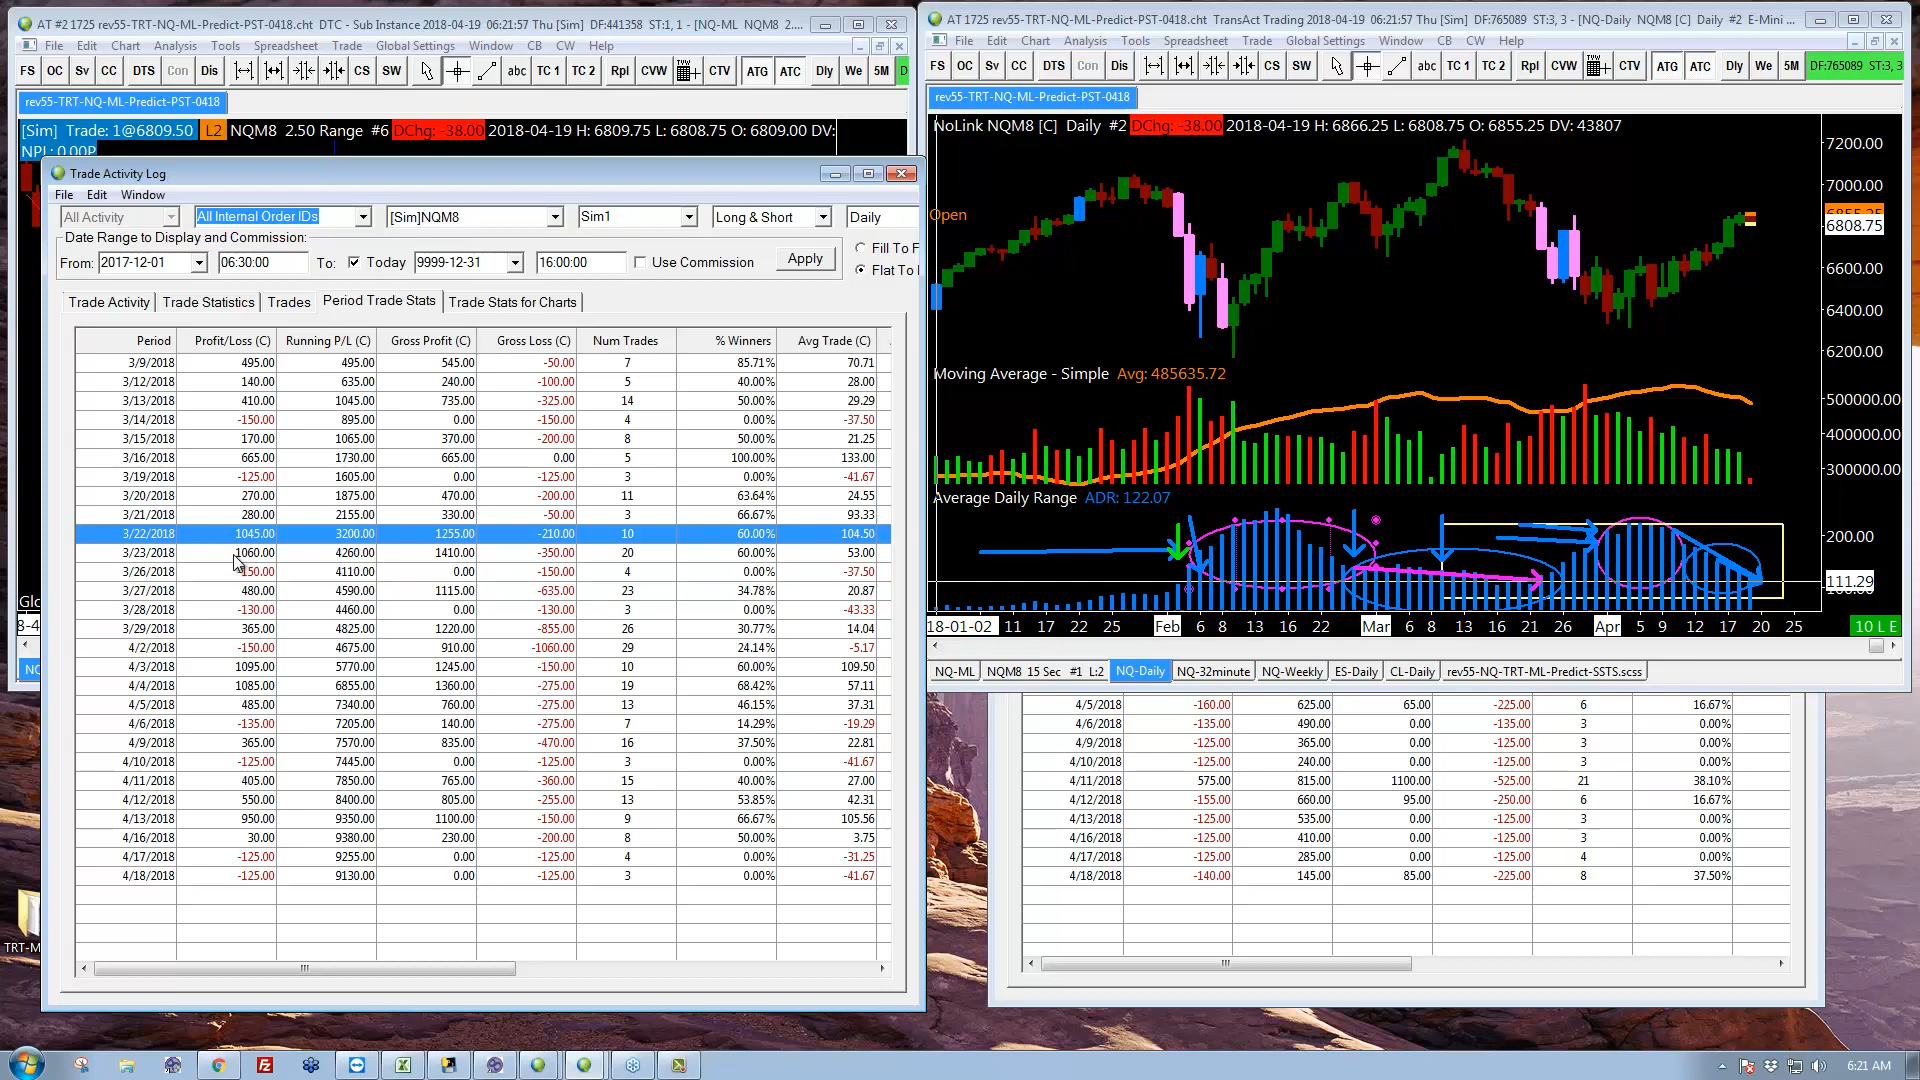 AT #2 1725 rev55-TRT-NQ-ML-Predict-PST-0418.cht DTC - Sub Instance 2018-04-19 06:21:57 Thu [Sim] DF:441358 ST:1, 1 - [NQ-ML NQM8 2....
File Edit Chart Analysis Tools Spreadsheet Trade Global Settings Window CB CW Help
FS OC Sv CC DTS Con Dis CS SW abc TC 1 TC 2 Rpl CVW CTV ATG ATC Dly We 5M D
rev55-TRT-NQ-ML-Predict-PST-0418
[Sim] Trade: 1@6809.50 L2 NQM8 2.50 Range #6 DChg: -38.00 2018-04-19 H: 6809.75 L: 6808.75 O: 6809.00 DV:
NPL: 0.00P
Trade Activity Log
File Edit Window
All Activity All Internal Order IDs [Sim]NQM8 Sim1 Long & Short Daily
Date Range to Display and Commission:
From: 2017-12-01 06:30:00 To: Today 9999-12-31 16:00:00 Use Commission Apply
Fill To F
Flat To
Trade Activity Trade Statistics Trades Period Trade Stats Trade Stats for Charts
Period Profit/Loss (C) Running P/L (C) Gross Profit (C) Gross Loss (C) Num Trades % Winners Avg Trade (C)
3/9/2018 495.00 495.00 545.00 -50.00 7 85.71% 70.71
3/12/2018 140.00 635.00 240.00 -100.00 5 40.00% 28.00
3/13/2018 410.00 1045.00 735.00 -325.00 14 50.00% 29.29
3/14/2018 -150.00 895.00 0.00 -150.00 4 0.00% -37.50
3/15/2018 170.00 1065.00 370.00 -200.00 8 50.00% 21.25
3/16/2018 665.00 1730.00 665.00 0.00 5 100.00% 133.00
3/19/2018 -125.00 1605.00 0.00 -125.00 3 0.00% -41.67
3/20/2018 270.00 1875.00 470.00 -200.00 11 63.64% 24.55
3/21/2018 280.00 2155.00 330.00 -50.00 3 66.67% 93.33
3/22/2018 1045.00 3200.00 1255.00 -210.00 10 60.00% 104.50
3/23/2018 1060.00 4260.00 1410.00 -350.00 20 60.00% 53.00
3/26/2018 -150.00 4110.00 0.00 -150.00 4 0.00% -37.50
3/27/2018 480.00 4590.00 1115.00 -635.00 23 34.78% 20.87
3/28/2018 -130.00 4460.00 0.00 -130.00 3 0.00% -43.33
3/29/2018 365.00 4825.00 1220.00 -855.00 26 30.77% 14.04
4/2/2018 -150.00 4675.00 910.00 -1060.00 29 24.14% -5.17
4/3/2018 1095.00 5770.00 1245.00 -150.00 10 60.00% 109.50
4/4/2018 1085.00 6855.00 1360.00 -275.00 19 68.42% 57.11
4/5/2018 485.00 7340.00 760.00 -275.00 13 46.15% 37.31
4/6/2018 -135.00 7205.00 140.00 -275.00 7 14.29% -19.29
4/9/2018 365.00 7570.00 835.00 -470.00 16 37.50% 22.81
4/10/2018 -125.00 7445.00 0.00 -125.00 3 0.00% -41.67
4/11/2018 405.00 7850.00 765.00 -360.00 15 40.00% 27.00
4/12/2018 550.00 8400.00 805.00 -255.00 13 53.85% 42.31
4/13/2018 950.00 9350.00 1100.00 -150.00 9 66.67% 105.56
4/16/2018 30.00 9380.00 230.00 -200.00 8 50.00% 3.75
4/17/2018 -125.00 9255.00 0.00 -125.00 4 0.00% -31.25
4/18/2018 -125.00 9130.00 0.00 -125.00 3 0.00% -41.67
AT 1725 rev55-TRT-NQ-ML-Predict-PST-0418.cht TransAct Trading 2018-04-19 06:21:57 Thu [Sim] DF:765089 ST:3, 3 - [NQ-Daily NQM8 [C] Daily #2 E-Mini ...
File Edit Chart Analysis Tools Spreadsheet Trade Global Settings Window CB CW Help
FS OC Sv CC DTS Con Dis CS SW abc TC 1 TC 2 Rpl CVW CTV ATG ATC Dly We 5M DF:765089 ST:3, 3
rev55-TRT-NQ-ML-Predict-PST-0418
NoLink NQM8 [C] Daily #2 DChg: -38.00 2018-04-19 H: 6866.25 L: 6808.75 O: 6855.25 DV: 43807
7200.00
7000.00
Open 6855.25
6808.75
6600.00
6400.00
6200.00
Moving Average - Simple Avg: 485635.72
500000.00
400000.00
300000.00
Average Daily Range ADR: 122.07
200.00
111.29
18-01-02 11 17 22 25 Feb 6 8 13 16 22 Mar 6 8 13 16 21 26 Apr 5 9 12 17 20 25 10 L E
NQ-ML NQM8 15 Sec #1 L:2 NQ-Daily NQ-32minute NQ-Weekly ES-Daily CL-Daily rev55-NQ-TRT-ML-Predict-SSTS.scss
4/5/2018 -160.00 625.00 65.00 -225.00 6 16.67%
4/6/2018 -135.00 490.00 0.00 -135.00 3 0.00%
4/9/2018 -125.00 365.00 0.00 -125.00 3 0.00%
4/10/2018 -125.00 240.00 0.00 -125.00 3 0.00%
4/11/2018 575.00 815.00 1100.00 -525.00 21 38.10%
4/12/2018 -155.00 660.00 95.00 -250.00 6 16.67%
4/13/2018 -125.00 535.00 0.00 -125.00 3 0.00%
4/16/2018 -125.00 410.00 0.00 -125.00 3 0.00%
4/17/2018 -125.00 285.00 0.00 -125.00 4 0.00%
4/18/2018 -140.00 145.00 85.00 -225.00 8 37.50%
Glo
8-4
NQ
TRT-M
6:21 AM